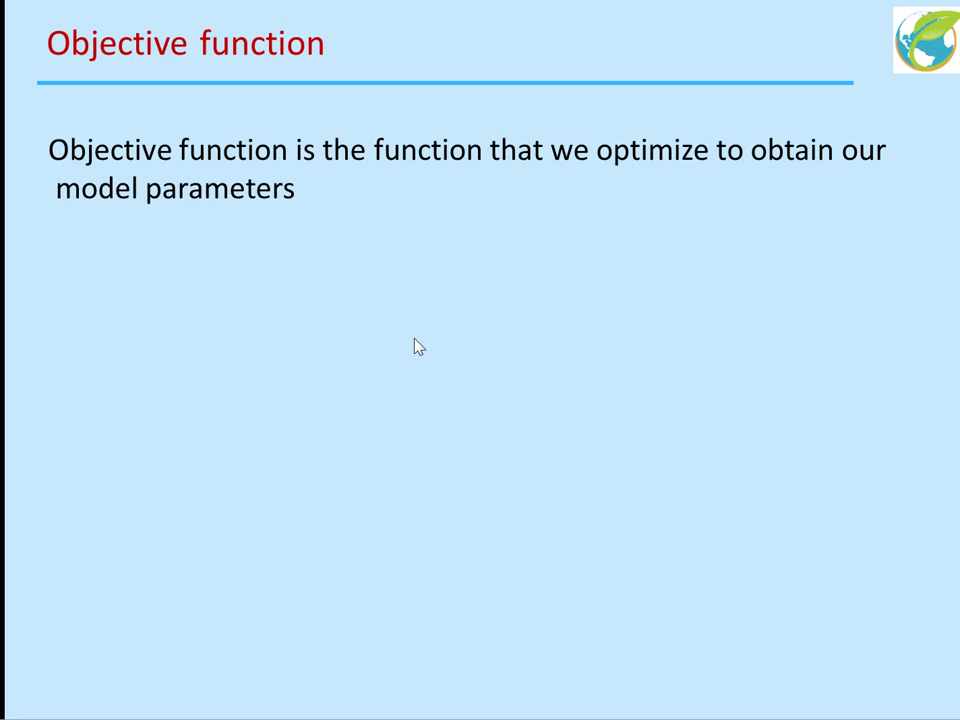 Objective function
Objective function is the function that we optimize to obtain our
model parameters